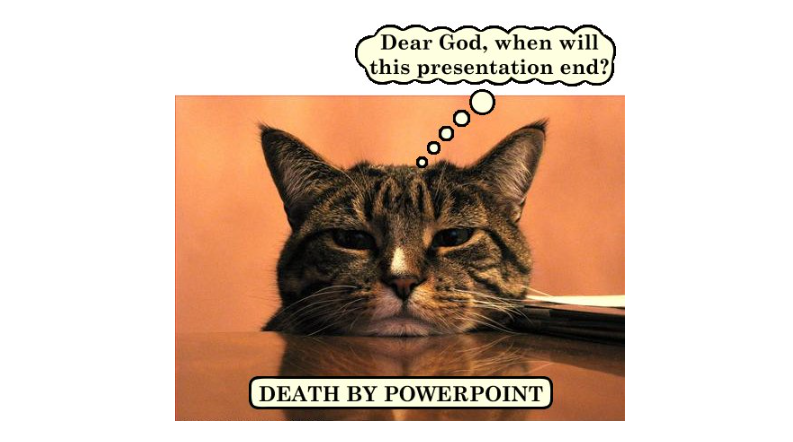 Dear God, when will
this presentation end?
DEATH BY POWERPOINT